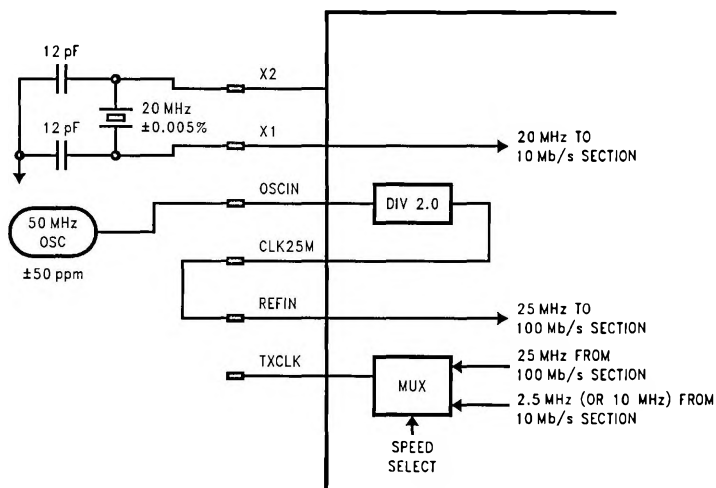 12 pF
X2
20 MHz
±0.005%
12 pF
X1
20 MHz TO
10 Mb/s SECTION
OSCIN
DIV 2.0
50 MHz
OSC
±50 ppm
CLK25M
REFIN
25 MHz TO
100 Mb/s SECTION
TXCLK
MUX
25 MHz FROM
100 Mb/s SECTION
2.5 MHz (OR 10 MHz) FROM
10 Mb/s SECTION
SPEED
SELECT